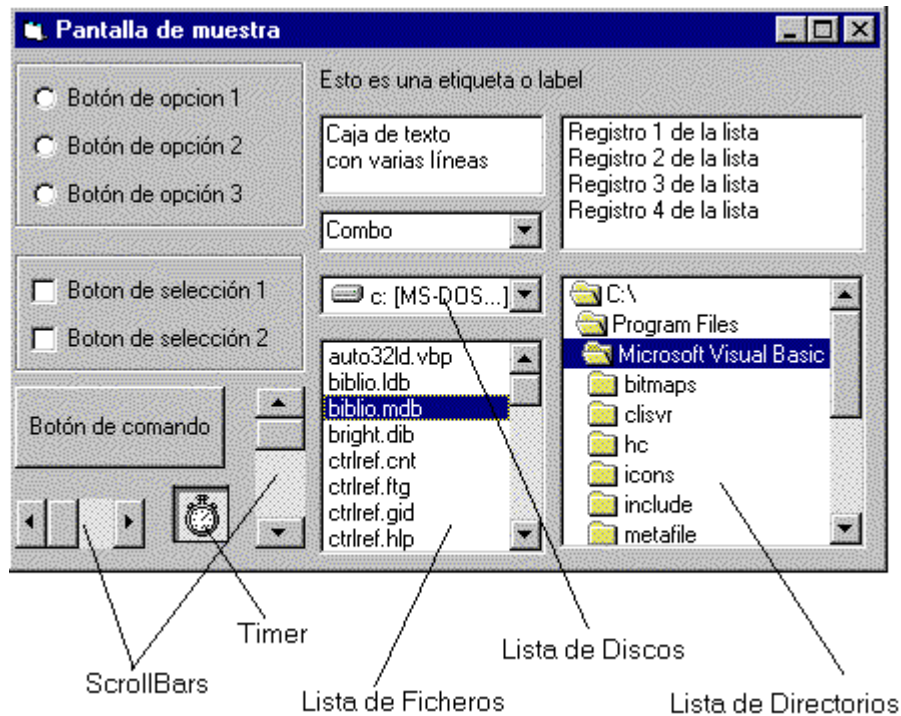 Pantalla de muestra
Botón de opcion 1
Botón de opción 2
Botón de opción 3
Esto es una etiqueta o label
Caja de texto
con varias líneas
Registro 1 de la lista
Registro 2 de la lista
Registro 3 de la lista
Registro 4 de la lista
Combo
Boton de selección 1
Boton de selección 2
c: [MS-DOS...]
C:\
Program Files
Microsoft Visual Basic
bitmaps
clisvr
hc
icons
include
metafile
auto32ld.vbp
biblio.ldb
biblio.mdb
bright.dib
ctrlref.cnt
ctrlref.ftg
ctrlref.gid
ctrlref.hlp
Botón de comando
Timer
ScrollBars
Lista de Discos
Lista de Ficheros
Lista de Directorios